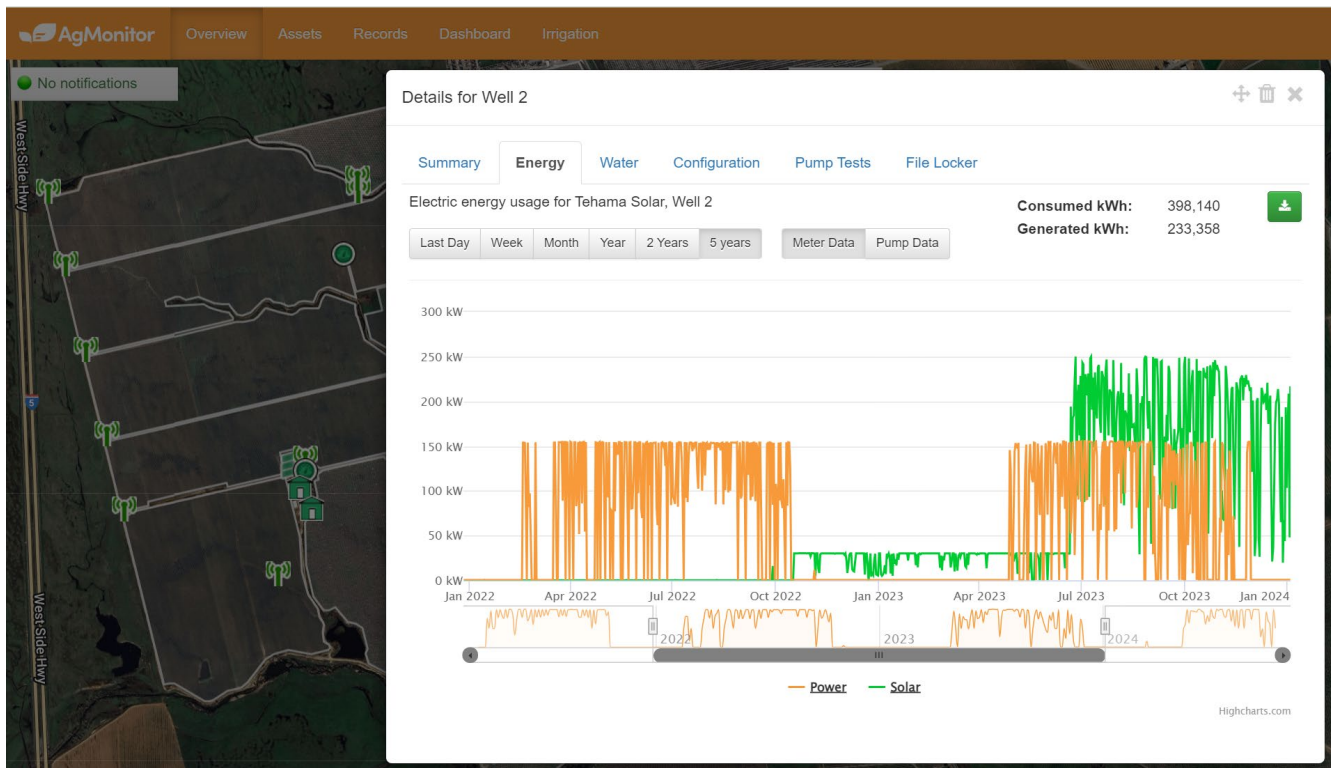 AgMonitor Overview Assets Records Dashboard Irrigation
No notifications
West Side Hwy
5
West Side Hwy
Details for Well 2
Summary Energy Water Configuration Pump Tests File Locker
Electric energy usage for Tehama Solar, Well 2
Consumed kWh: 398,140
Generated kWh: 233,358
Last Day Week Month Year 2 Years 5 years Meter Data Pump Data
300 kW
250 kW
200 kW
150 kW
100 kW
50 kW
0 kW
Jan 2022 Apr 2022 Jul 2022 Oct 2022 Jan 2023 Apr 2023 Jul 2023 Oct 2023 Jan 2024
2022 2023 2024
Power Solar
Highcharts.com